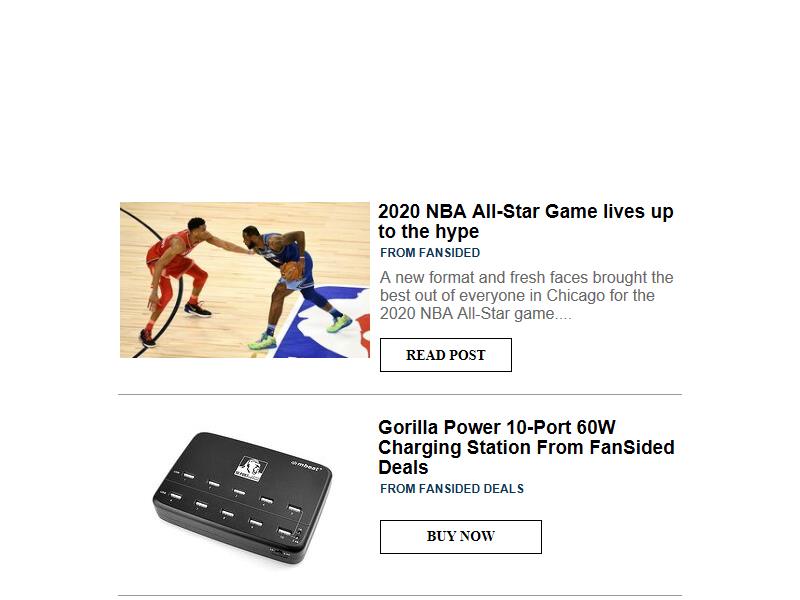 2020 NBA All-Star Game lives up
to the hype
FROM FANSIDED
A new format and fresh faces brought the
best out of everyone in Chicago for the
2020 NBA All-Star game....
READ POST
Gorilla Power 10-Port 60W
Charging Station From FanSided
Deals
FROM FANSIDED DEALS
BUY NOW
mbeat